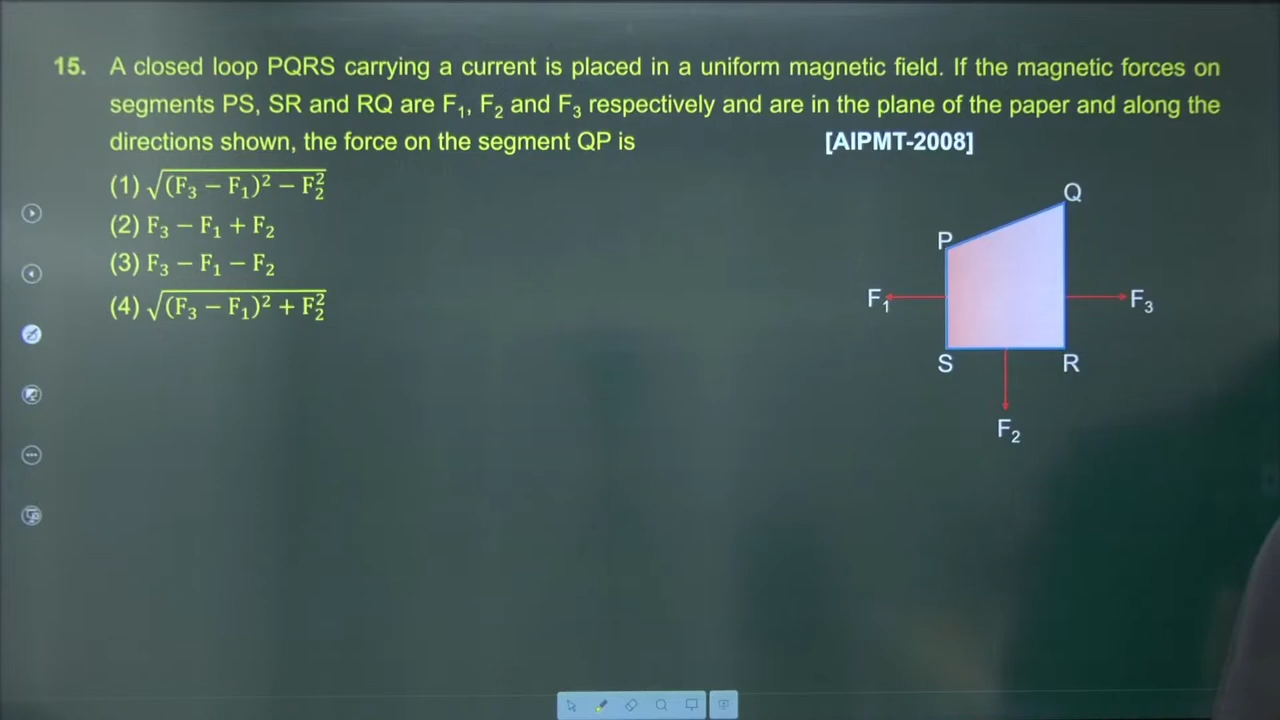 15. A closed loop PQRS carrying a current is placed in a uniform magnetic field. If the magnetic forces on
segments PS, SR and RQ are F₁, F₂ and F₃ respectively and are in the plane of the paper and along the
directions shown, the force on the segment QP is [AIPMT-2008]
(1) √((F₃ − F₁)² − F₂²)
(2) F₃ − F₁ + F₂
(3) F₃ − F₁ − F₂
(4) √((F₃ − F₁)² + F₂²)
Q
P
F₁
F₃
S
R
F₂